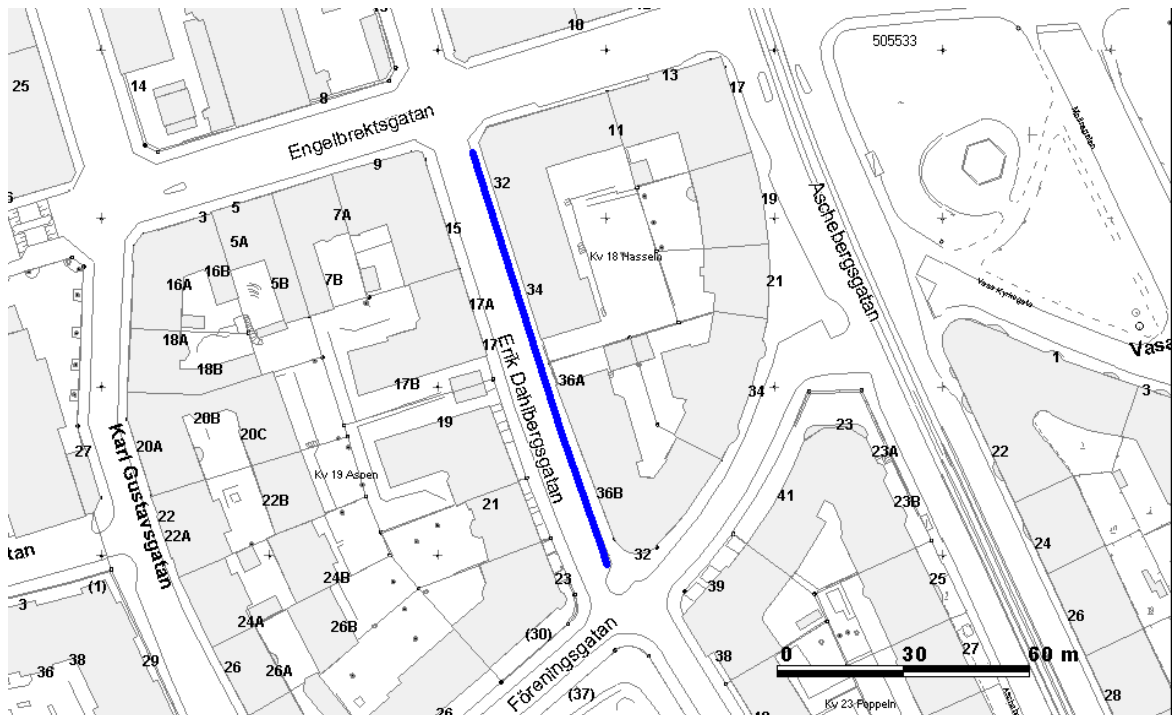 505533
10
13
17
25
14
8
Engelbrektsgatan
11
9
32
19
Aschebergsgatan
3
5
7A
5A
15
16B
16A
5B
7B
Kv 18 Hasseln
21
34
17A
Vasa Kyrkogata
18A
18B
17
Erik Dahlbergsgatan
36A
17B
34
1
Vasa
3
20B
20A
20C
19
23
23A
22
27
Karl Gustavsgatan
Kv 19 Aspen
22B
21
36B
41
23B
22
22A
32
24
tan
(1)
24B
23
39
25
3
24A
26B
(30)
Föreningsgatan
26
29
36
38
26
26A
(37)
38
0
30
60 m
27
28
26
Kv 23 Poppeln